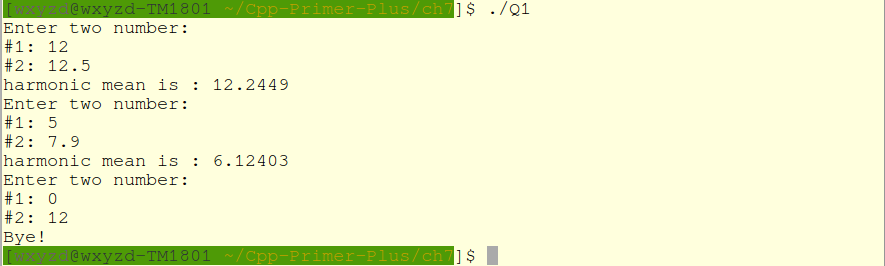 [wxyzd@wxyzd-TM1801 ~/Cpp-Primer-Plus/ch7]$ ./Q1
Enter two number:
#1: 12
#2: 12.5
harmonic mean is : 12.2449
Enter two number:
#1: 5
#2: 7.9
harmonic mean is : 6.12403
Enter two number:
#1: 0
#2: 12
Bye!
[wxyzd@wxyzd-TM1801 ~/Cpp-Primer-Plus/ch7]$